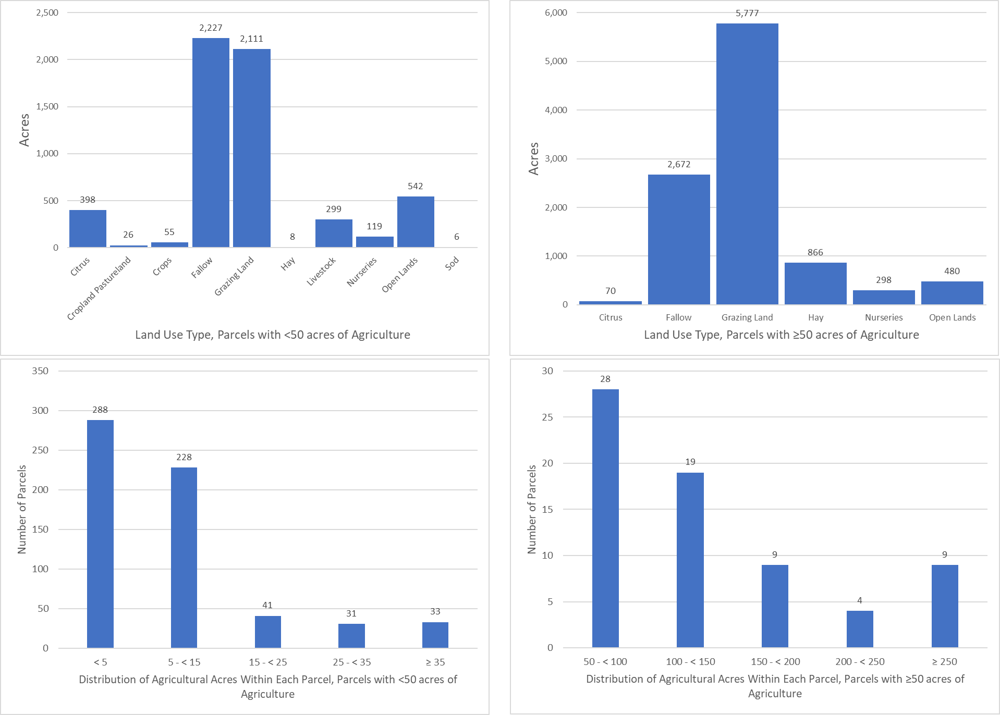 2,500
2,000
1,500
1,000
500
0
Acres
398
26
55
2,227
2,111
8
299
119
542
6
Citrus
Cropland Pastureland
Crops
Fallow
Grazing Land
Hay
Livestock
Nurseries
Open Lands
Sod
Land Use Type, Parcels with <50 acres of Agriculture
6,000
5,000
4,000
3,000
2,000
1,000
0
Acres
70
2,672
5,777
866
298
480
Citrus
Fallow
Grazing Land
Hay
Nurseries
Open Lands
Land Use Type, Parcels with ≥50 acres of Agriculture
350
300
250
200
150
100
50
0
Number of Parcels
288
228
41
31
33
< 5
5 - < 15
15 - < 25
25 - < 35
≥ 35
Distribution of Agricultural Acres Within Each Parcel, Parcels with <50 acres of
Agriculture
30
25
20
15
10
5
0
Number of Parcels
28
19
9
4
9
50 - < 100
100 - < 150
150 - < 200
200 - < 250
≥ 250
Distribution of Agricultural Acres Within Each Parcel, Parcels with ≥50 acres of
Agriculture